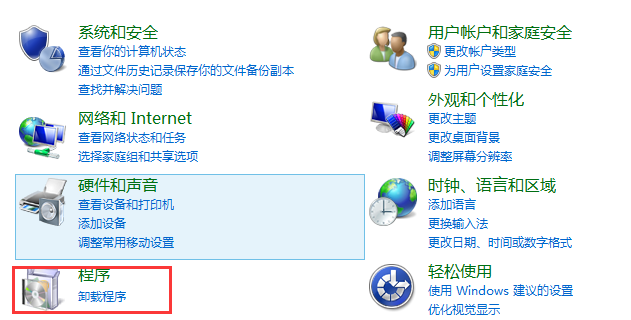 系统和安全
查看你的计算机状态
通过文件历史记录保存你的文件备份副本
查找并解决问题
网络和 Internet
查看网络状态和任务
选择家庭组和共享选项
硬件和声音
查看设备和打印机
添加设备
调整常用移动设置
程序
卸载程序
用户帐户和家庭安全
更改帐户类型
为用户设置家庭安全
外观和个性化
更改主题
更改桌面背景
调整屏幕分辨率
时钟、语言和区域
添加语言
更换输入法
更改日期、时间或数字格式
轻松使用
使用 Windows 建议的设置
优化视觉显示